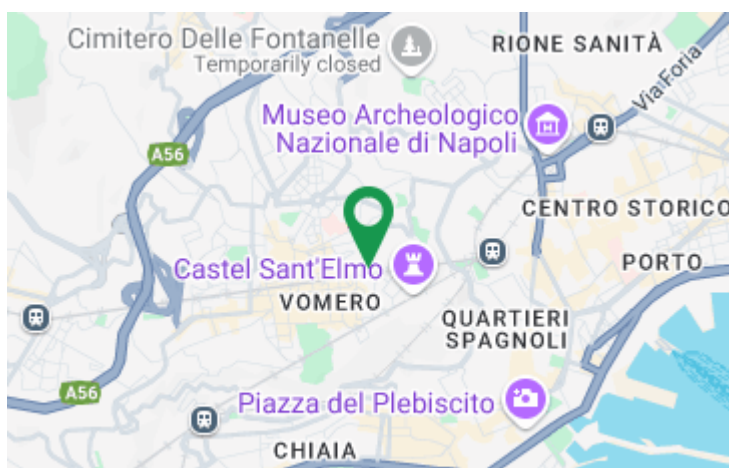 Cimitero Delle Fontanelle
Temporarily closed
RIONE SANITÀ
Via Foria
Museo Archeologico
Nazionale di Napoli
A56
CENTRO STORICO
Castel Sant'Elmo
PORTO
VOMERO
QUARTIERI
SPAGNOLI
A56
Piazza del Plebiscito
CHIAIA